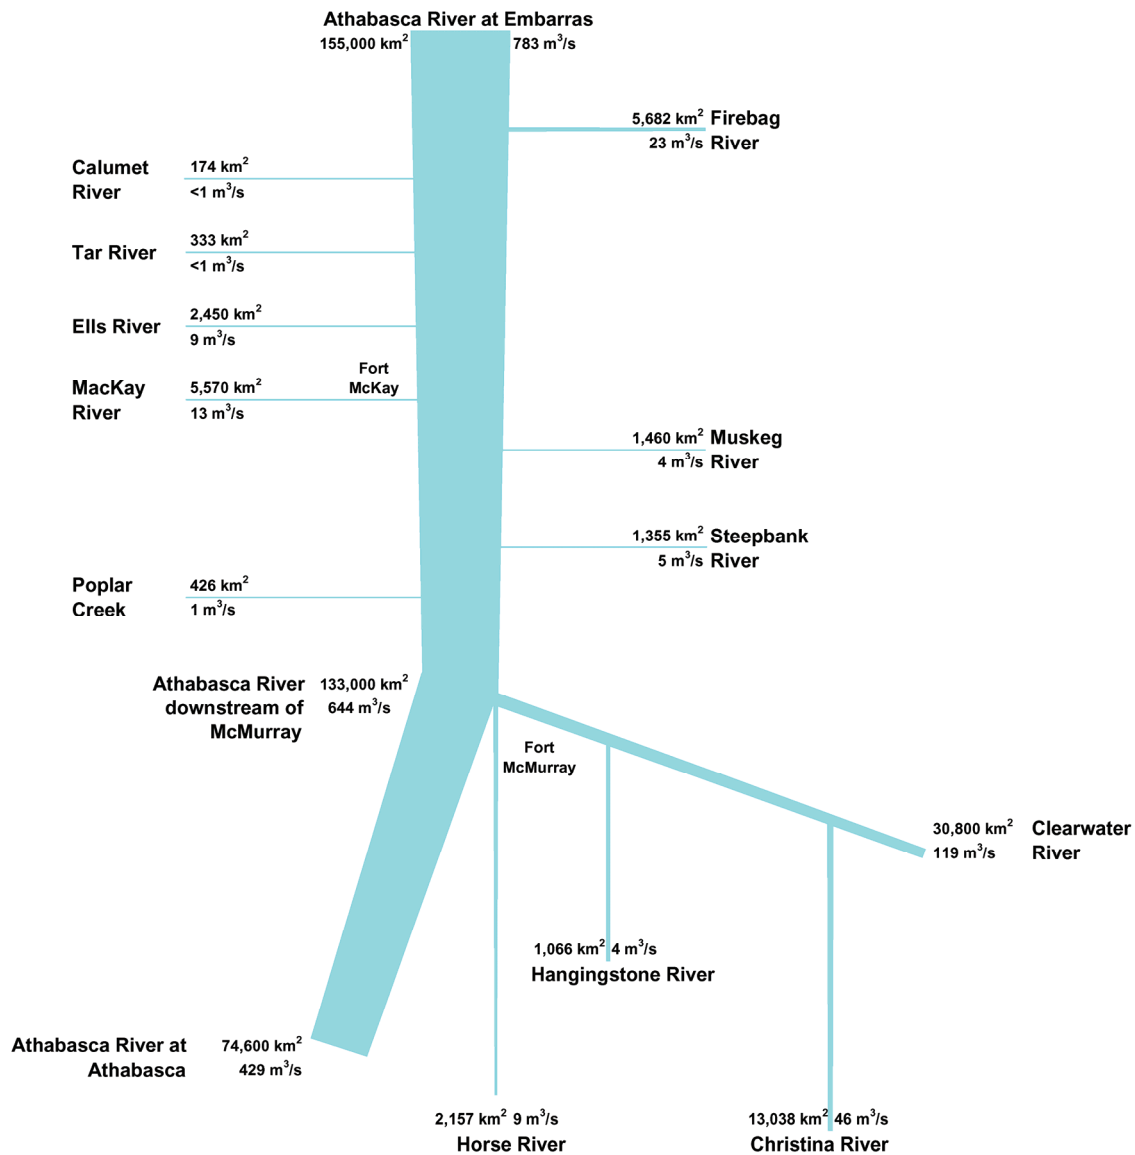 Athabasca River at Embarras
155,000 km² 783 m³/s
5,682 km² Firebag
23 m³/s River
Calumet 174 km²
River <1 m³/s
333 km²
Tar River
<1 m³/s
2,450 km²
Ells River
9 m³/s
Fort
McKay
MacKay 5,570 km²
River 13 m³/s
1,460 km² Muskeg
4 m³/s River
1,355 km² Steepbank
5 m³/s River
Poplar 426 km²
Creek 1 m³/s
Athabasca River 133,000 km²
downstream of 644 m³/s
McMurray
Fort
McMurray
30,800 km² Clearwater
119 m³/s River
1,066 km² 4 m³/s
Hangingstone River
Athabasca River at 74,600 km²
Athabasca 429 m³/s
2,157 km² 9 m³/s
Horse River
13,038 km² 46 m³/s
Christina River